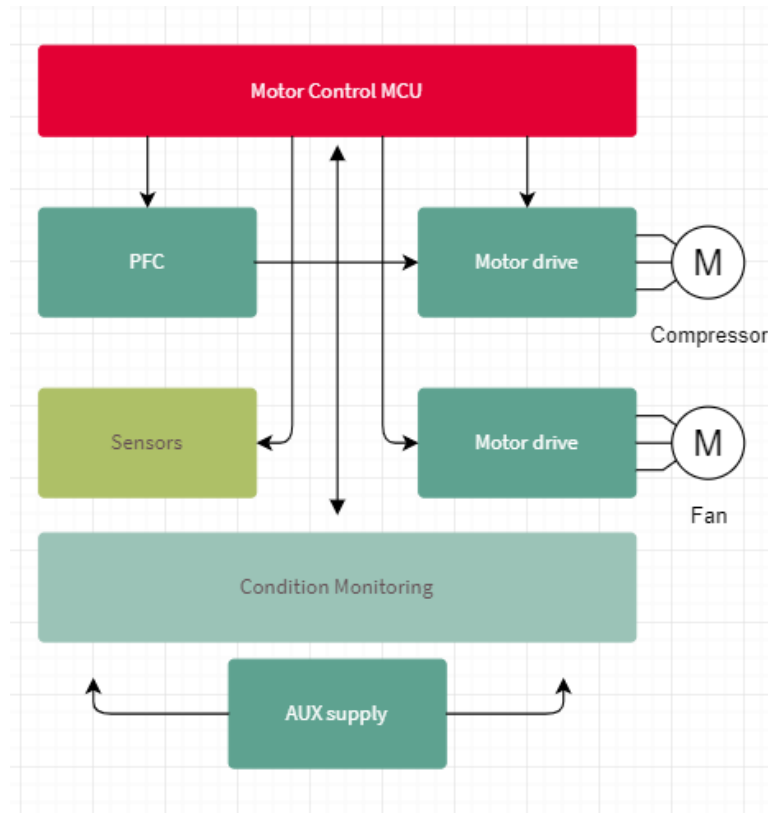 Motor Control MCU
PFC
Motor drive
M
Compressor
Sensors
Motor drive
M
Fan
Condition Monitoring
AUX supply